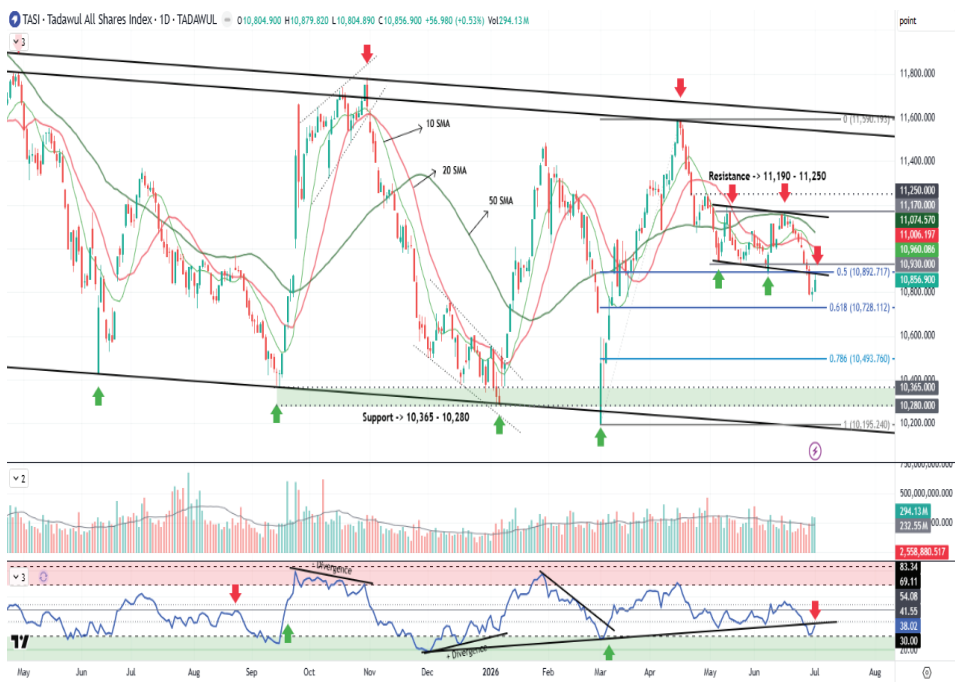 TASI · Tadawul All Shares Index · 1D · TADAWUL O10,804.900 H10,879.820 L10,804.890 C10,856.900 +56.980 (+0.53%) Vol294.13M
point
3
11,800.000
0 (11,590.193)
11,600.000
10 SMA
11,400.000
20 SMA
Resistance -> 11,190 - 11,250
11,250.000
50 SMA
11,170.000
11,074.570
11,006.197
10,960.086
10,930.000
0.5 (10,892.717)
10,856.900
10,800.000
0.618 (10,728.112)
10,600.000
0.786 (10,493.760)
10,400.000
10,365.000
10,280.000
Support -> 10,365 - 10,280
10,200.000
1 (10,195.240)
2
750,000,000.000
500,000,000.000
294.13M
232.55M
2,558,880.517
3
- Divergence
83.34
69.11
54.08
41.55
38.02
30.00
20.00
+ Divergence
May Jun Jul Aug Sep Oct Nov Dec 2026 Feb Mar Apr May Jun Jul Aug